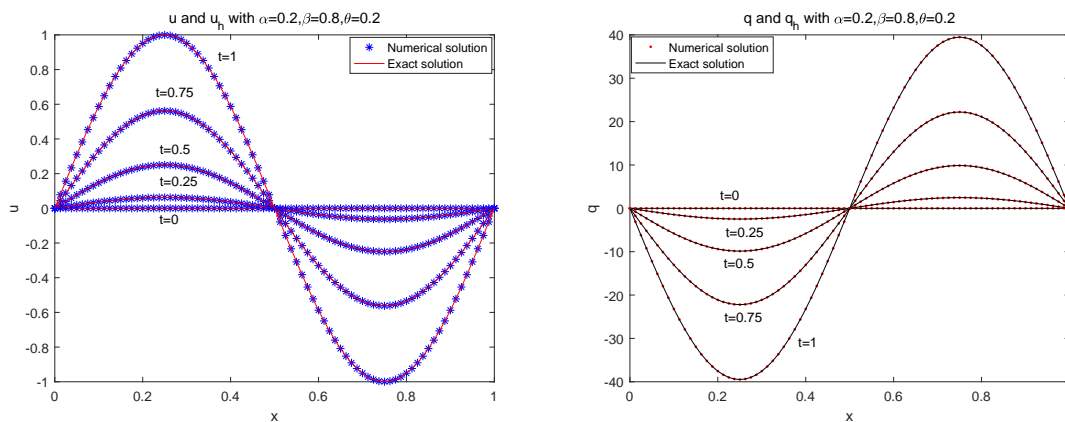 u and u_h with α=0.2,β=0.8,θ=0.2
1
0.8
0.6
0.4
0.2
0
-0.2
-0.4
-0.6
-0.8
-1
u
Numerical solution
Exact solution
t=1
t=0.75
t=0.5
t=0.25
t=0
0
0.2
0.4
0.6
0.8
1
x
q and q_h with α=0.2,β=0.8,θ=0.2
40
30
20
10
0
-10
-20
-30
-40
q
Numerical solution
Exact solution
t=0
t=0.25
t=0.5
t=0.75
t=1
0
0.2
0.4
0.6
0.8
x